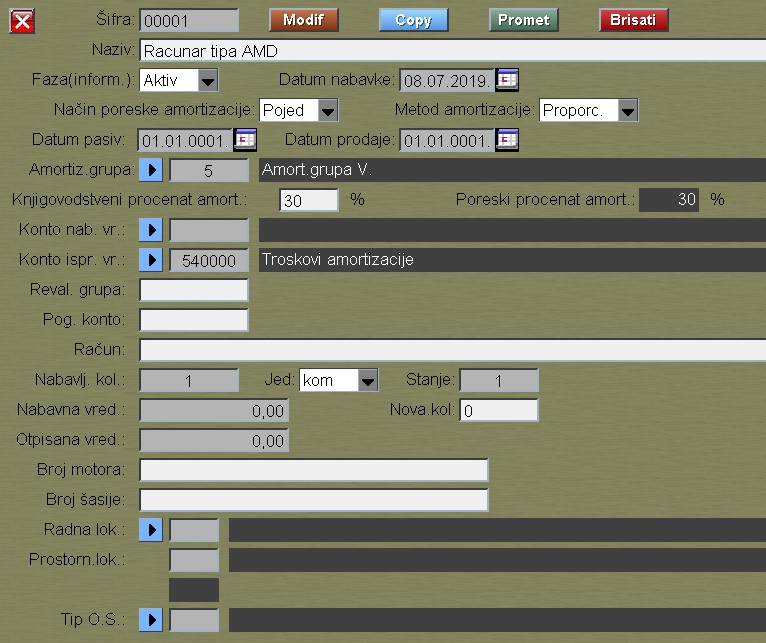 Šifra: 00001 Modif Copy Promet Brisati
Naziv: Racunar tipa AMD
Faza(inform.): Aktiv Datum nabavke: 08.07.2019.
Način poreske amortizacije: Pojed Metod amortizacije: Proporc.
Datum pasiv: 01.01.0001. Datum prodaje: 01.01.0001.
Amortiz.grupa: 5 Amort.grupa V.
Knjigovodstveni procenat amort.: 30 % Poreski procenat amort.: 30 %
Konto nab. vr.:
Konto ispr. vr.: 540000 Troskovi amortizacije
Reval. grupa:
Pog. konto:
Račun:
Nabavlj. kol.: 1 Jed: kom Stanje: 1
Nabavna vred.: 0,00 Nova.kol: 0
Otpisana vred.: 0,00
Broj motora:
Broj šasije:
Radna lok.:
Prostorn.lok.:
Tip O.S.: